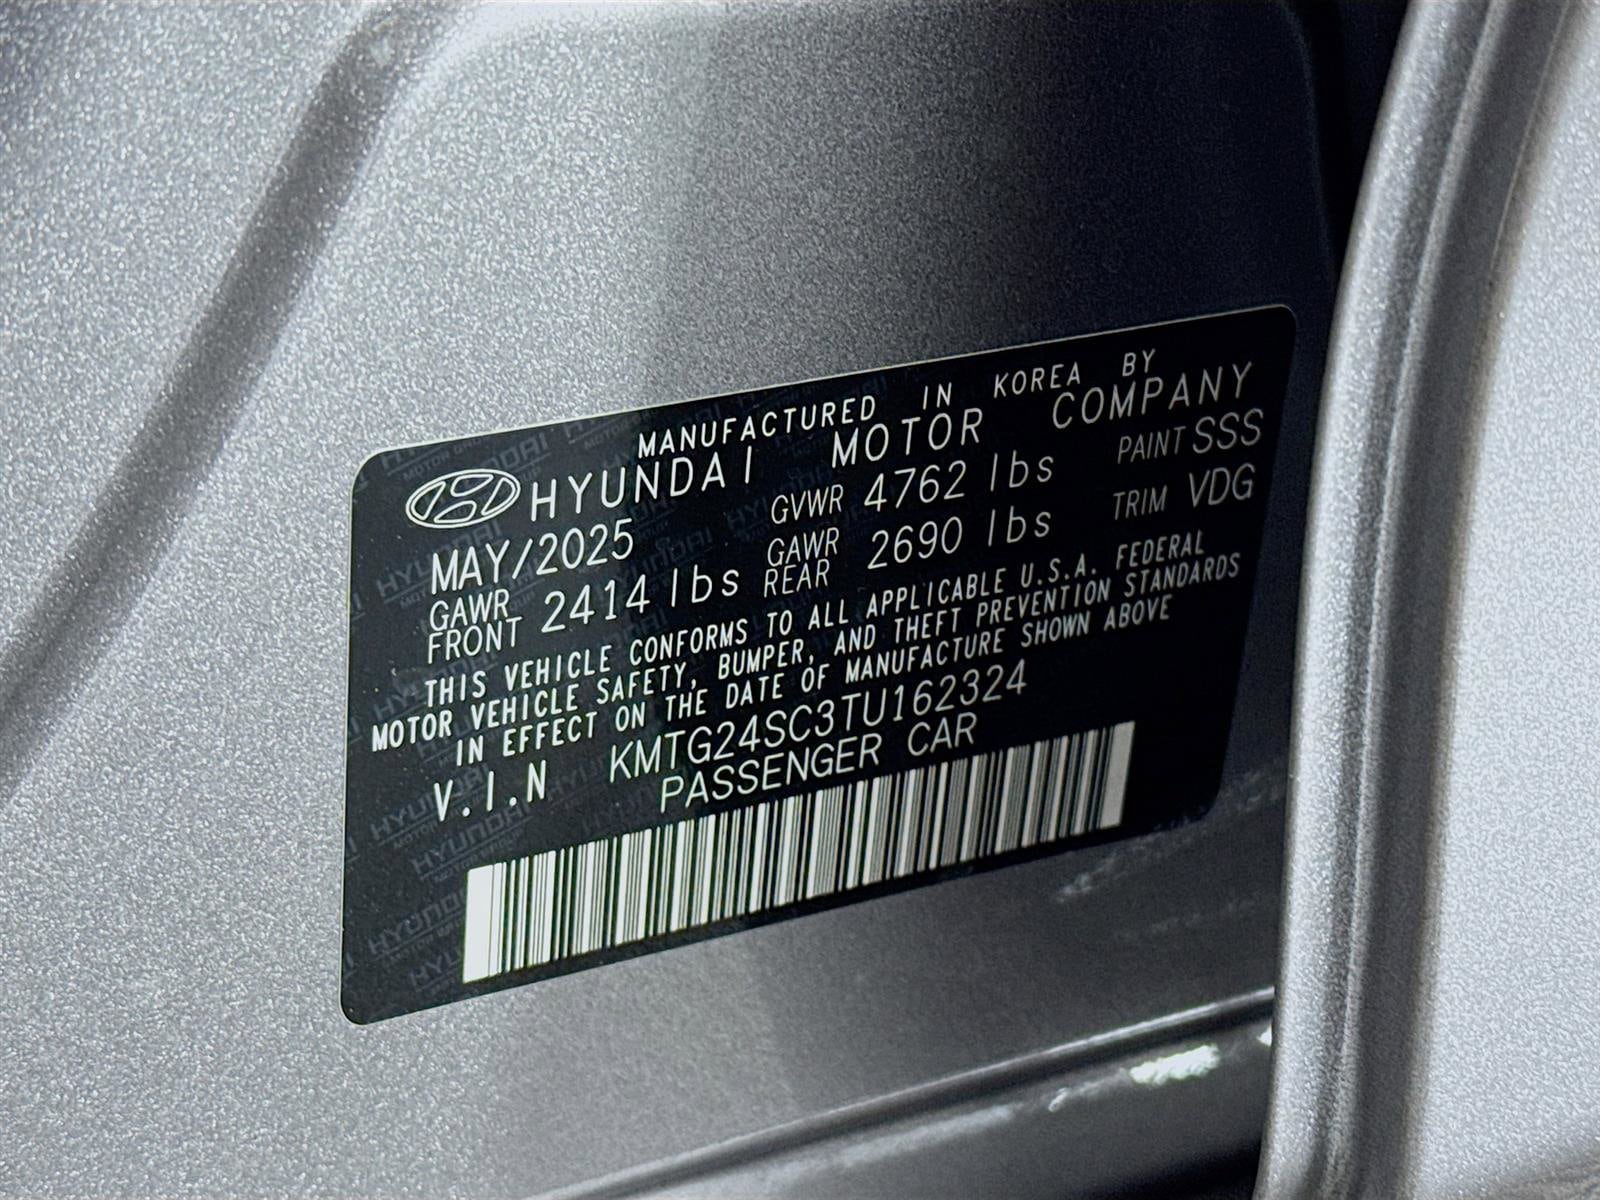 MANUFACTURED IN KOREA BY
HYUNDAI MOTOR COMPANY
MAY/2025 GVWR 4762 lbs PAINT SSS
GAWR FRONT 2414 lbs GAWR REAR 2690 lbs TRIM VDG
THIS VEHICLE CONFORMS TO ALL APPLICABLE U.S.A. FEDERAL
MOTOR VEHICLE SAFETY, BUMPER, AND THEFT PREVENTION STANDARDS
IN EFFECT ON THE DATE OF MANUFACTURE SHOWN ABOVE
V.I.N KMTG24SC3TU162324
PASSENGER CAR